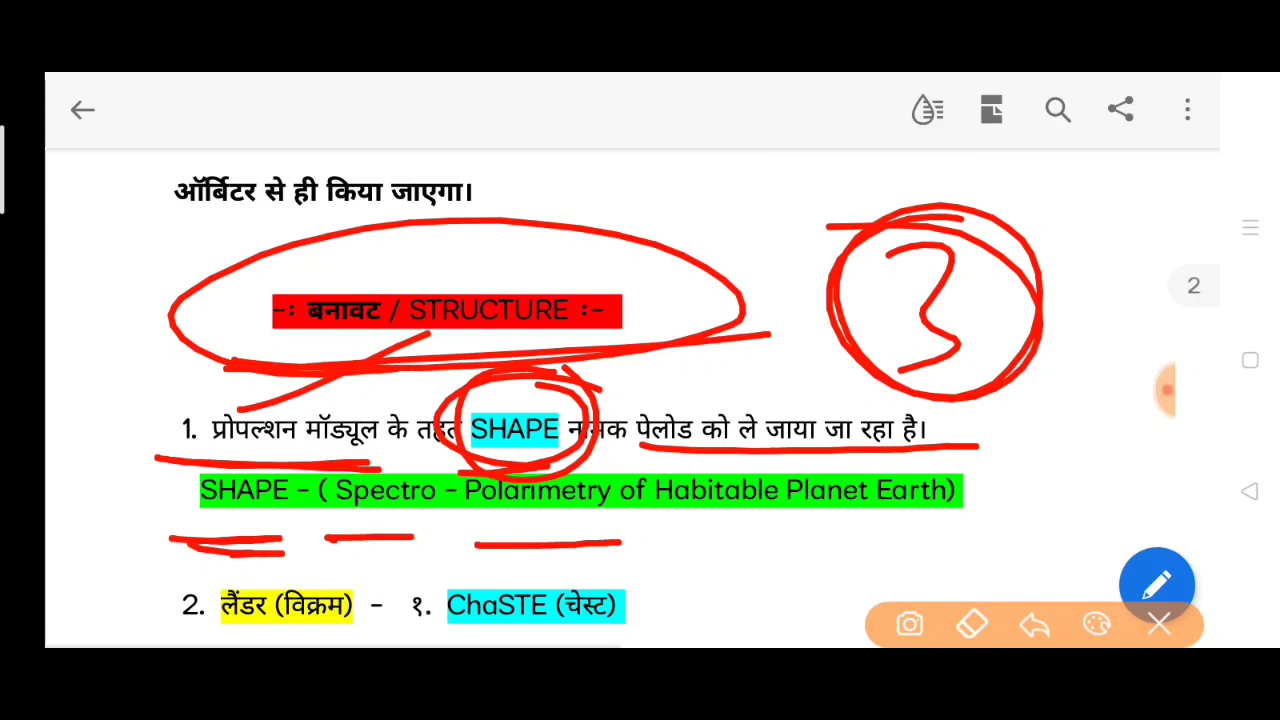 ऑर्बिटर से ही किया जाएगा।
-: बनावट / STRUCTURE :-
3
2
1. प्रोपल्शन मॉड्यूल के तहत SHAPE नामक पेलोड को ले जाया जा रहा है।
SHAPE - ( Spectro - Polarimetry of Habitable Planet Earth)
2. लैंडर (विक्रम) - १. ChaSTE (चेस्ट)